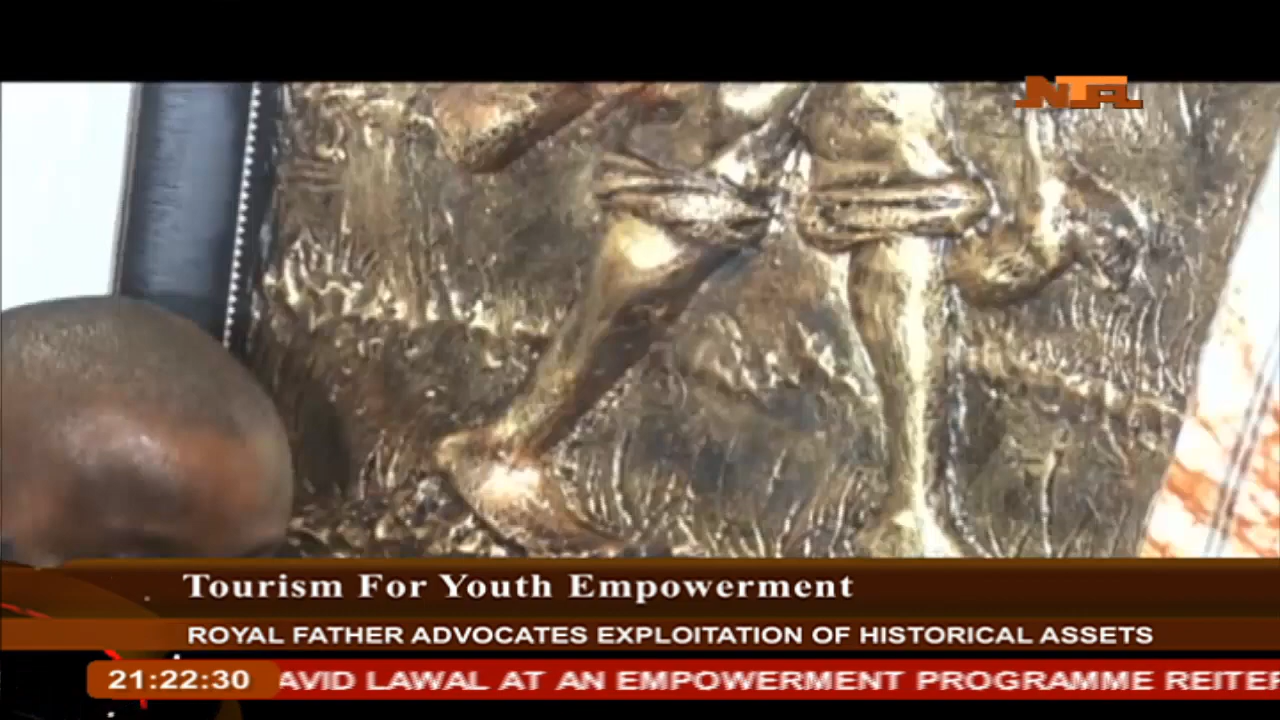 NTA
Tourism For Youth Empowerment
ROYAL FATHER ADVOCATES EXPLOITATION OF HISTORICAL ASSETS
21:22:30 AVID LAWAL AT AN EMPOWERMENT PROGRAMME REITER